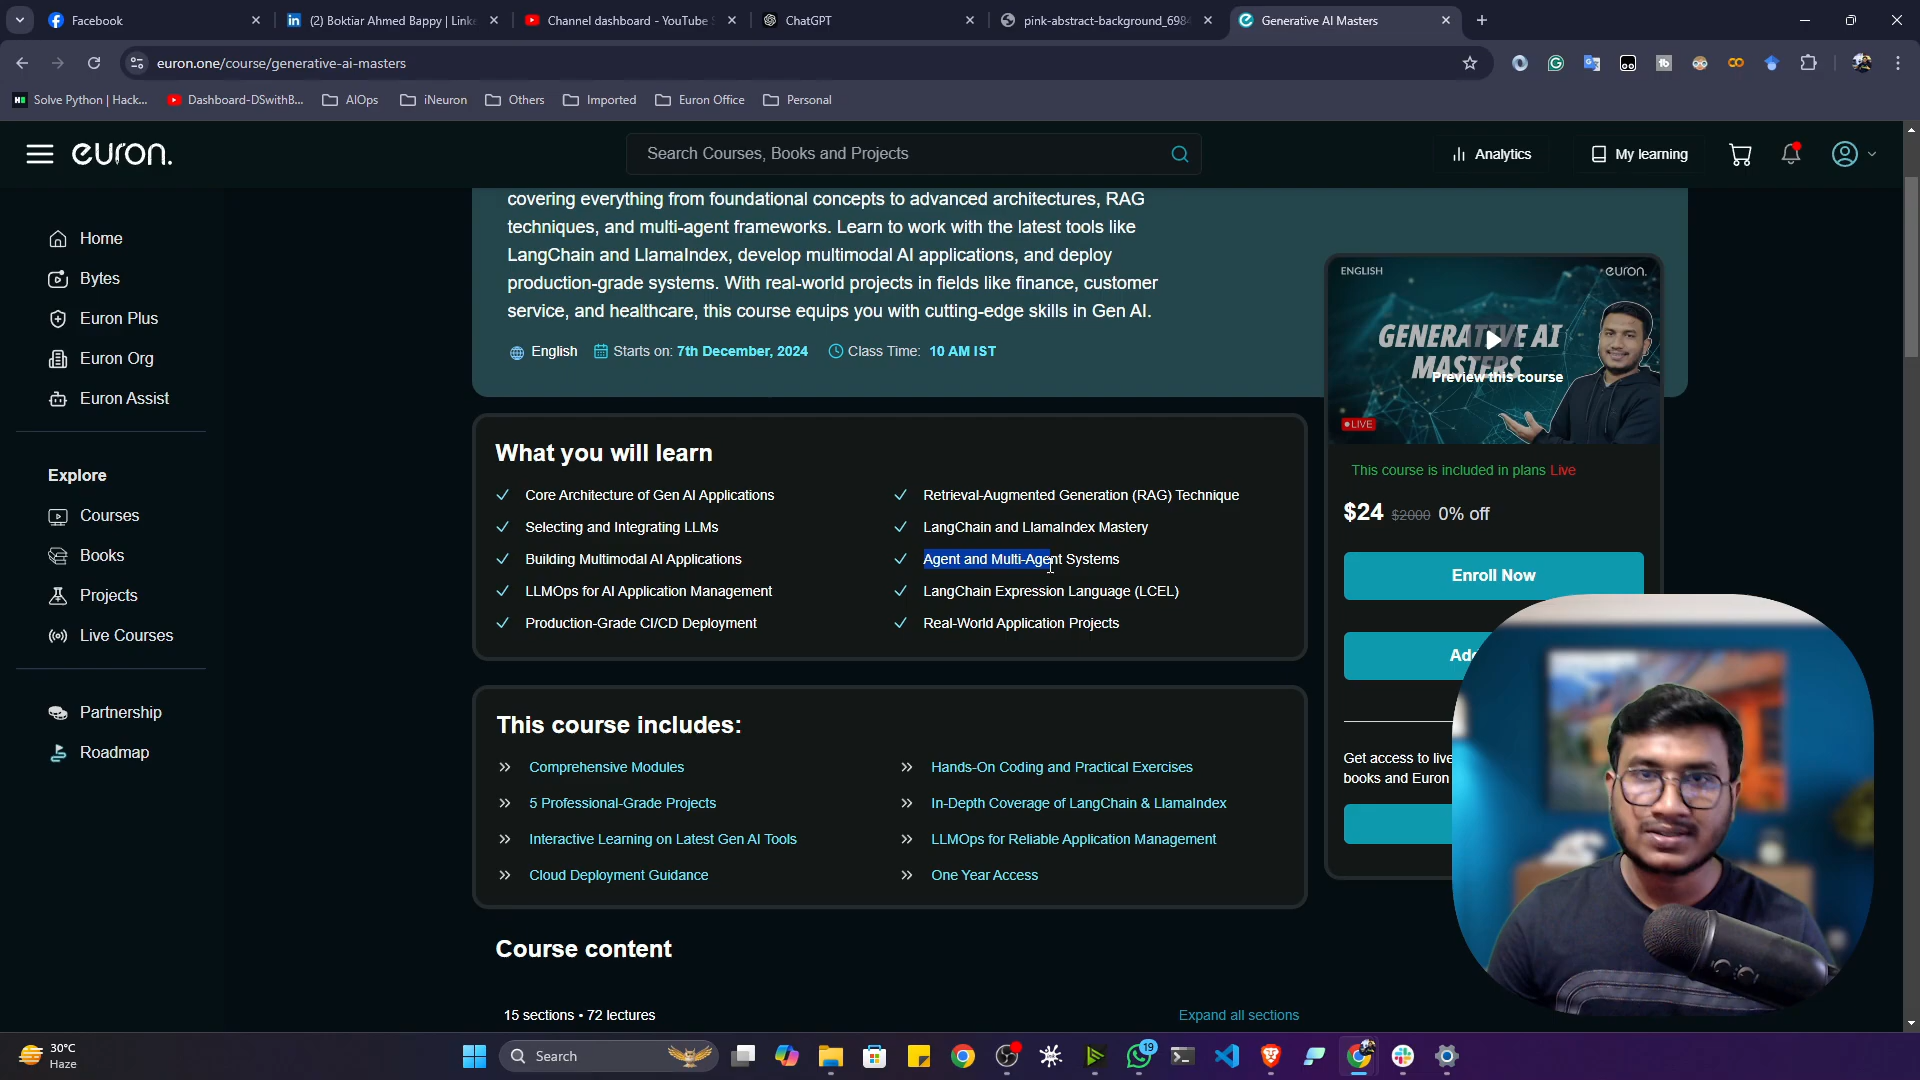 Facebook
(2) Boktiar Ahmed Bappy | Linke
Channel dashboard - YouTube
ChatGPT
pink-abstract-background_698
Generative AI Masters
euron.one/course/generative-ai-masters
Solve Python | Hack...
Dashboard-DSwithB...
AIOps
iNeuron
Others
Imported
Euron Office
Personal
euron.
Search Courses, Books and Projects
Analytics
My learning
Home
Bytes
Euron Plus
Euron Org
Euron Assist
Explore
Courses
Books
Projects
Live Courses
Partnership
Roadmap
covering everything from foundational concepts to advanced architectures, RAG
techniques, and multi-agent frameworks. Learn to work with the latest tools like
LangChain and LlamaIndex, develop multimodal AI applications, and deploy
production-grade systems. With real-world projects in fields like finance, customer
service, and healthcare, this course equips you with cutting-edge skills in Gen AI.
English Starts on: 7th December, 2024 Class Time: 10 AM IST
ENGLISH
euron.
GENERATIVE AI
MASTERS
Preview this course
LIVE
This course is included in plans Live
$24 $2000 0% off
Enroll Now
Get access to live
books and Euron
What you will learn
Core Architecture of Gen AI Applications
Retrieval-Augmented Generation (RAG) Technique
Selecting and Integrating LLMs
LangChain and LlamaIndex Mastery
Building Multimodal AI Applications
Agent and Multi-Agent Systems
LLMOps for AI Application Management
LangChain Expression Language (LCEL)
Production-Grade CI/CD Deployment
Real-World Application Projects
This course includes:
Comprehensive Modules
Hands-On Coding and Practical Exercises
5 Professional-Grade Projects
In-Depth Coverage of LangChain & LlamaIndex
Interactive Learning on Latest Gen AI Tools
LLMOps for Reliable Application Management
Cloud Deployment Guidance
One Year Access
Course content
15 sections • 72 lectures
Expand all sections
30°C
Haze
Search
19